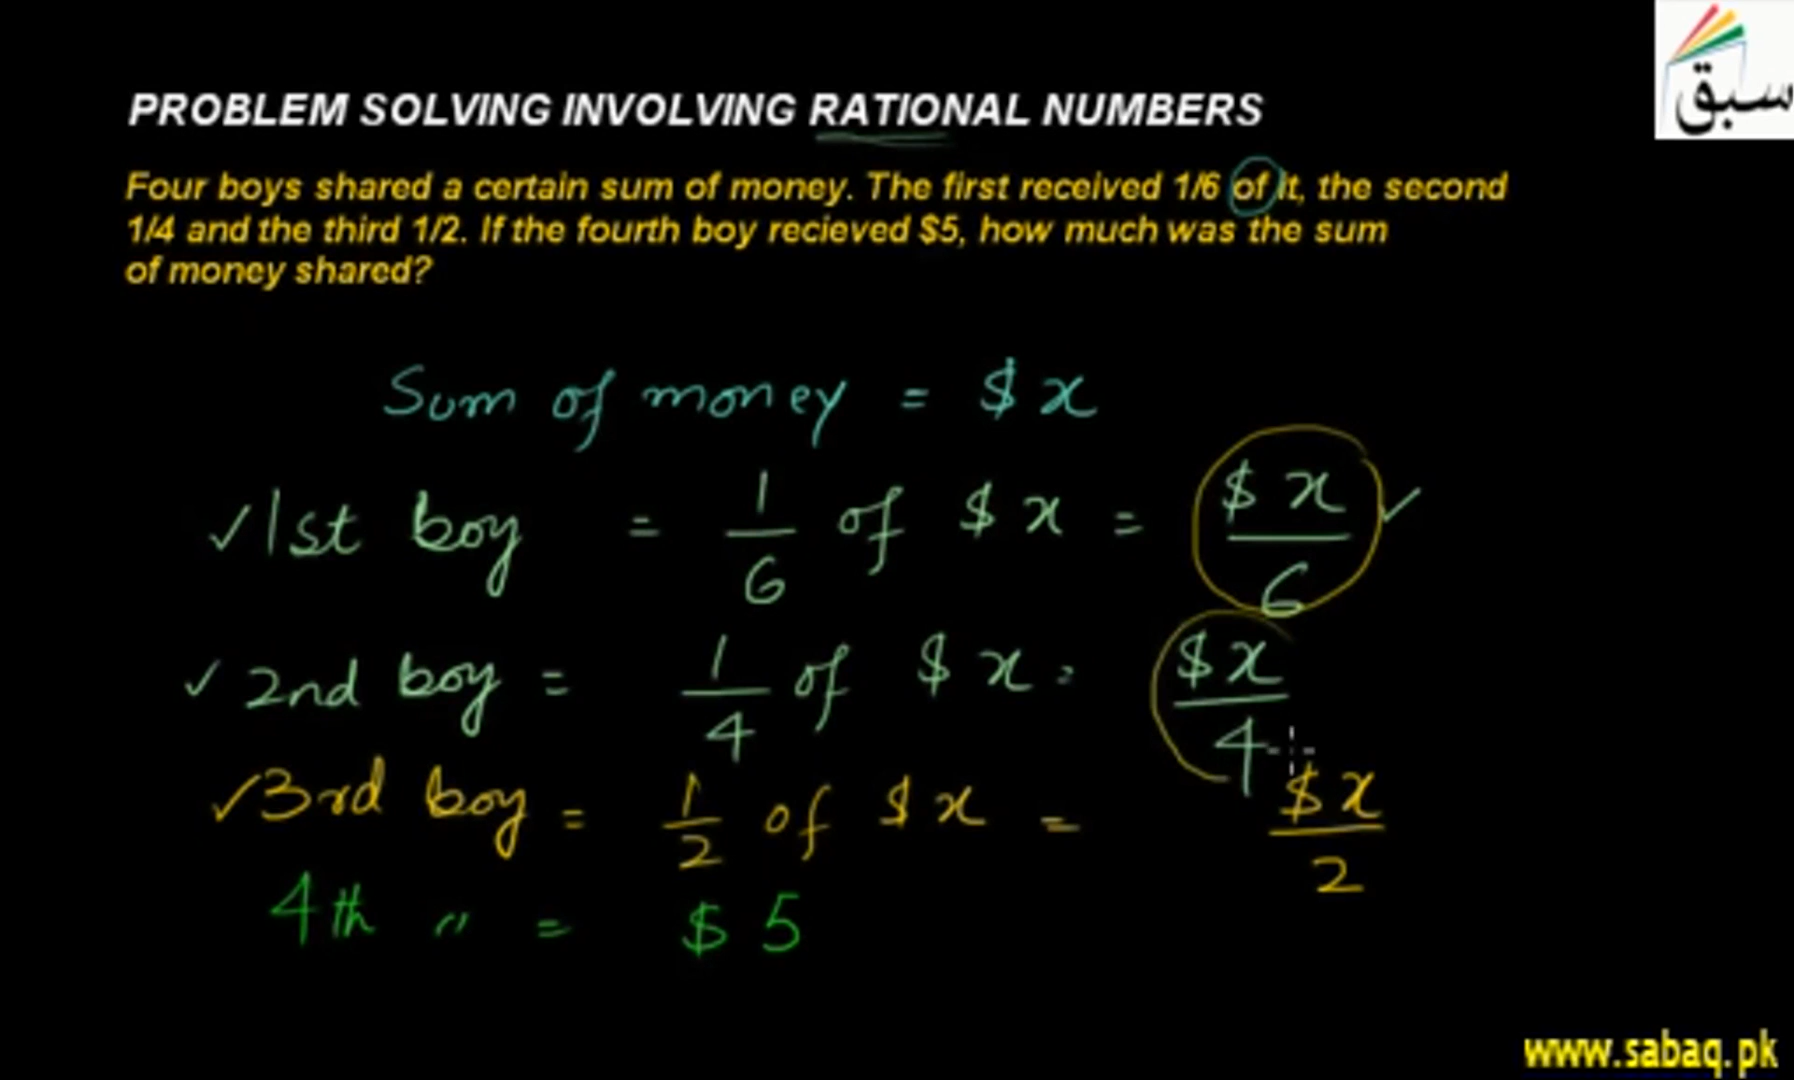 سبق
PROBLEM SOLVING INVOLVING RATIONAL NUMBERS
Four boys shared a certain sum of money. The first received 1/6 of it, the second
1/4 and the third 1/2. If the fourth boy recieved $5, how much was the sum
of money shared?
Sum of money = $ x
✓ 1st boy = 1/6 of $ x = $ x/6 ✓
✓ 2nd boy = 1/4 of $ x = $ x/4
✓ 3rd boy = 1/2 of $ x = $ x/2
4th " = $ 5
www.sabaq.pk